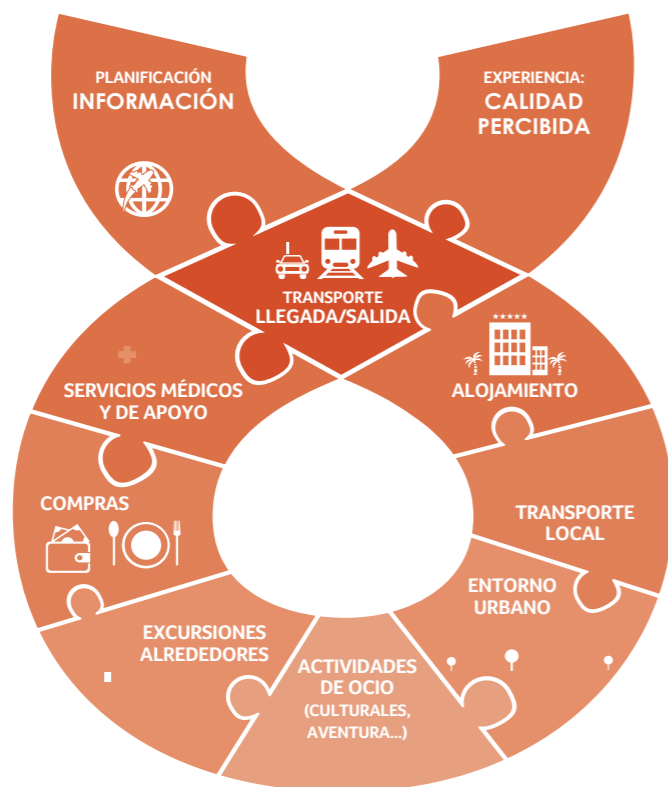 PLANIFICACIÓN
INFORMACIÓN
EXPERIENCIA:
CALIDAD
PERCIBIDA
TRANSPORTE
LLEGADA/SALIDA
SERVICIOS MÉDICOS
Y DE APOYO
ALOJAMIENTO
COMPRAS
TRANSPORTE
LOCAL
ENTORNO
URBANO
EXCURSIONES
ALREDEDORES
ACTIVIDADES
DE OCIO
(CULTURALES,
AVENTURA...)